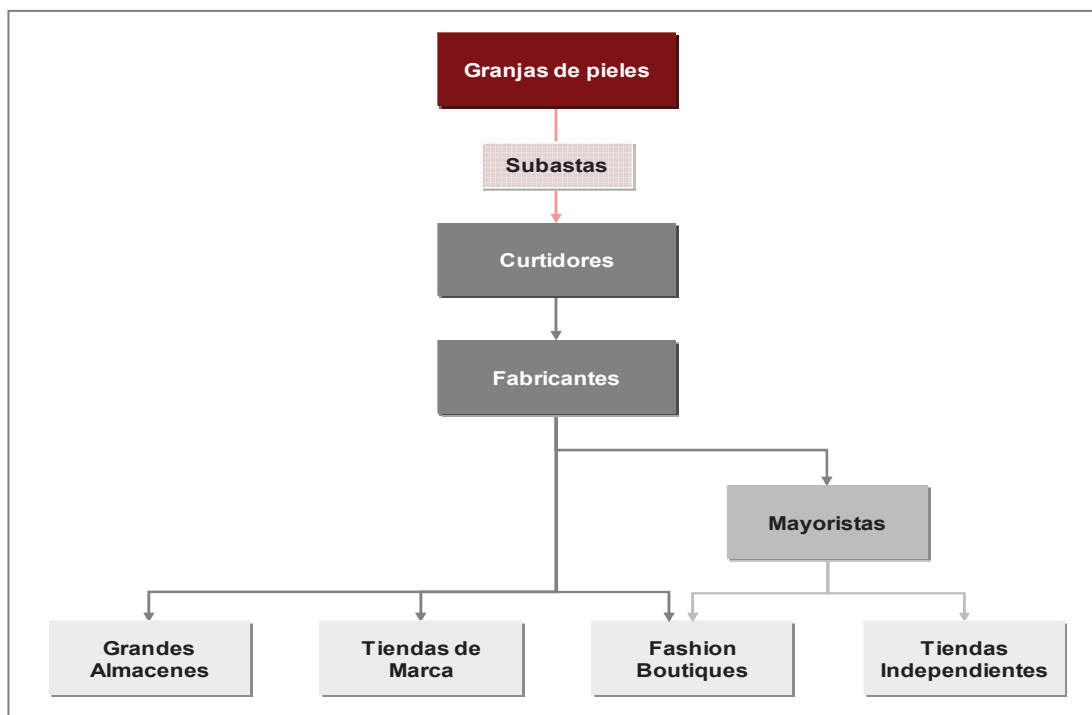 Granjas de pieles
Subastas
Curtidores
Fabricantes
Mayoristas
Grandes
Almacenes
Tiendas de
Marca
Fashion
Boutiques
Tiendas
Independientes